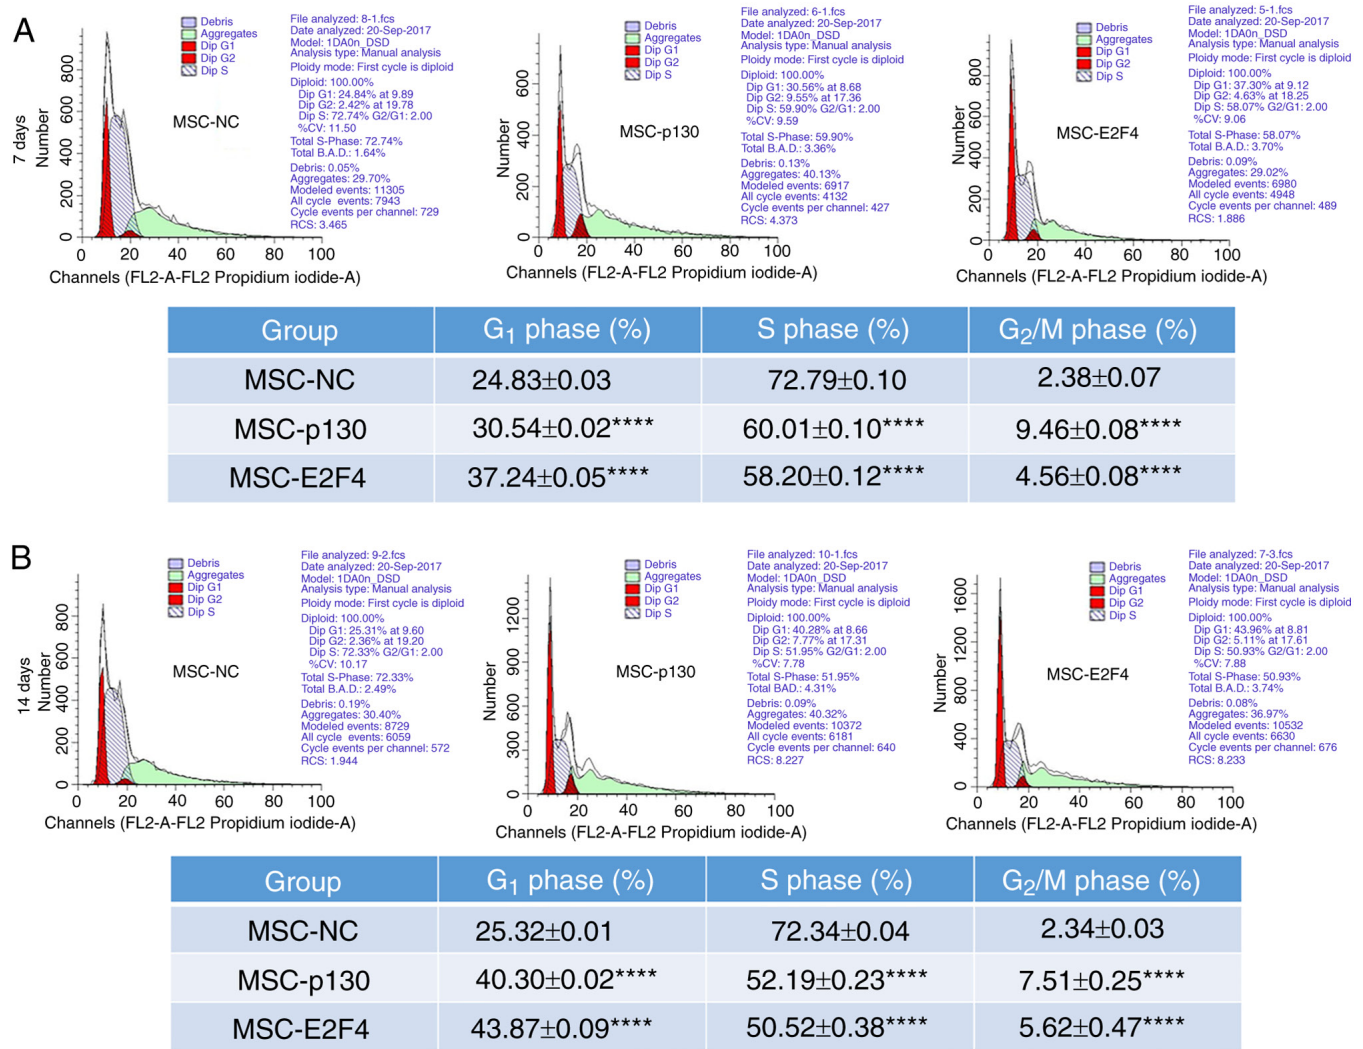 A
7 days
Number
800
600
400
200
0
0 20 40 60 80 100
Channels (FL2-A-FL2 Propidium iodide-A)
Debris
Aggregates
Dip G1
Dip G2
Dip S
MSC-NC
File analyzed: 8-1.fcs
Date analyzed: 20-Sep-2017
Model: 1DA0n_DSD
Analysis type: Manual analysis
Ploidy mode: First cycle is diploid
Diploid: 100.00%
Dip G1: 24.84% at 9.89
Dip G2: 2.42% at 19.78
Dip S: 72.74% G2/G1: 2.00
%CV: 11.50
Total S-Phase: 72.74%
Total B.A.D.: 1.64%
Debris: 0.05%
Aggregates: 29.70%
Modeled events: 11305
All cycle events: 7943
Cycle events per channel: 729
RCS: 3.465
Number
800
600
400
200
0
0 20 40 60 80 100
Channels (FL2-A-FL2 Propidium iodide-A)
Debris
Aggregates
Dip G1
Dip G2
Dip S
MSC-p130
File analyzed: 6-1.fcs
Date analyzed: 20-Sep-2017
Model: 1DA0n_DSD
Analysis type: Manual analysis
Ploidy mode: First cycle is diploid
Diploid: 100.00%
Dip G1: 30.56% at 8.68
Dip G2: 9.55% at 17.36
Dip S: 59.90% G2/G1: 2.00
%CV: 9.59
Total S-Phase: 59.90%
Total B.A.D.: 3.36%
Debris: 0.13%
Aggregates: 40.13%
Modeled events: 6917
All cycle events: 4132
Cycle events per channel: 427
RCS: 4.373
Number
800
600
400
200
0
0 20 40 60 80 100
Channels (FL2-A-FL2 Propidium iodide-A)
Debris
Aggregates
Dip G1
Dip G2
Dip S
MSC-E2F4
File analyzed: 5-1.fcs
Date analyzed: 20-Sep-2017
Model: 1DA0n_DSD
Analysis type: Manual analysis
Ploidy mode: First cycle is diploid
Diploid: 100.00%
Dip G1: 37.30% at 9.12
Dip G2: 4.63% at 18.25
Dip S: 58.07% G2/G1: 2.00
%CV: 9.06
Total S-Phase: 58.07%
Total B.A.D.: 3.70%
Debris: 0.09%
Aggregates: 29.02%
Modeled events: 6980
All cycle events: 4948
Cycle events per channel: 489
RCS: 1.886
Group G₁ phase (%) S phase (%) G₂/M phase (%)
MSC-NC 24.83±0.03 72.79±0.10 2.38±0.07
MSC-p130 30.54±0.02**** 60.01±0.10**** 9.46±0.08****
MSC-E2F4 37.24±0.05**** 58.20±0.12**** 4.56±0.08****
B
14 days
Number
800
600
400
200
0
0 20 40 60 80 100
Channels (FL2-A-FL2 Propidium iodide-A)
Debris
Aggregates
Dip G1
Dip G2
Dip S
MSC-NC
File analyzed: 9-2.fcs
Date analyzed: 20-Sep-2017
Model: 1DA0n_DSD
Analysis type: Manual analysis
Ploidy mode: First cycle is diploid
Diploid: 100.00%
Dip G1: 25.31% at 9.60
Dip G2: 2.36% at 19.20
Dip S: 72.33% G2/G1: 2.00
%CV: 10.17
Total S-Phase: 72.33%
Total B.A.D.: 2.49%
Debris: 0.19%
Aggregates: 30.40%
Modeled events: 8729
All cycle events: 6059
Cycle events per channel: 572
RCS: 1.944
Number
1200
900
600
300
0
0 20 40 60 80 100
Channels (FL2-A-FL2 Propidium iodide-A)
Debris
Aggregates
Dip G1
Dip G2
Dip S
MSC-p130
File analyzed: 10-1.fcs
Date analyzed: 20-Sep-2017
Model: 1DA0n_DSD
Analysis type: Manual analysis
Ploidy mode: First cycle is diploid
Diploid: 100.00%
Dip G1: 40.28% at 8.66
Dip G2: 7.77% at 17.31
Dip S: 51.95% G2/G1: 2.00
%CV: 7.78
Total S-Phase: 51.95%
Total BAD.: 4.31%
Debris: 0.09%
Aggregates: 40.32%
Modeled events: 10372
All cycle events: 6181
Cycle events per channel: 640
RCS: 8.227
Number
1600
1200
800
400
0
0 20 40 60 80 100
Channels (FL2-A-FL2 Propidium iodide-A)
Debris
Aggregates
Dip G1
Dip G2
Dip S
MSC-E2F4
File analyzed: 7-3.fcs
Date analyzed: 20-Sep-2017
Model: 1DA0n_DSD
Analysis type: Manual analysis
Ploidy mode: First cycle is diploid
Diploid: 100.00%
Dip G1: 43.96% at 8.81
Dip G2: 5.11% at 17.61
Dip S: 50.93% G2/G1: 2.00
%CV: 7.88
Total S-Phase: 50.93%
Total B.A.D.: 3.74%
Debris: 0.08%
Aggregates: 36.97%
Modeled events: 10532
All cycle events: 6630
Cycle events per channel: 676
RCS: 8.233
Group G₁ phase (%) S phase (%) G₂/M phase (%)
MSC-NC 25.32±0.01 72.34±0.04 2.34±0.03
MSC-p130 40.30±0.02**** 52.19±0.23**** 7.51±0.25****
MSC-E2F4 43.87±0.09**** 50.52±0.38**** 5.62±0.47****